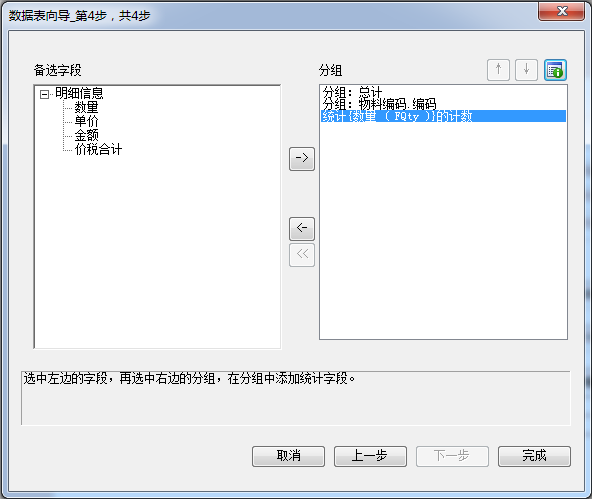 数据表向导_第4步，共4步
备选字段
明细信息
数量
单价
金额
价税合计
分组
分组：总计
分组：物料编码.编码
统计{数量 ( FQty )}的计数
->
<-
<<
选中左边的字段，再选中右边的分组，在分组中添加统计字段。
取消
上一步
下一步
完成